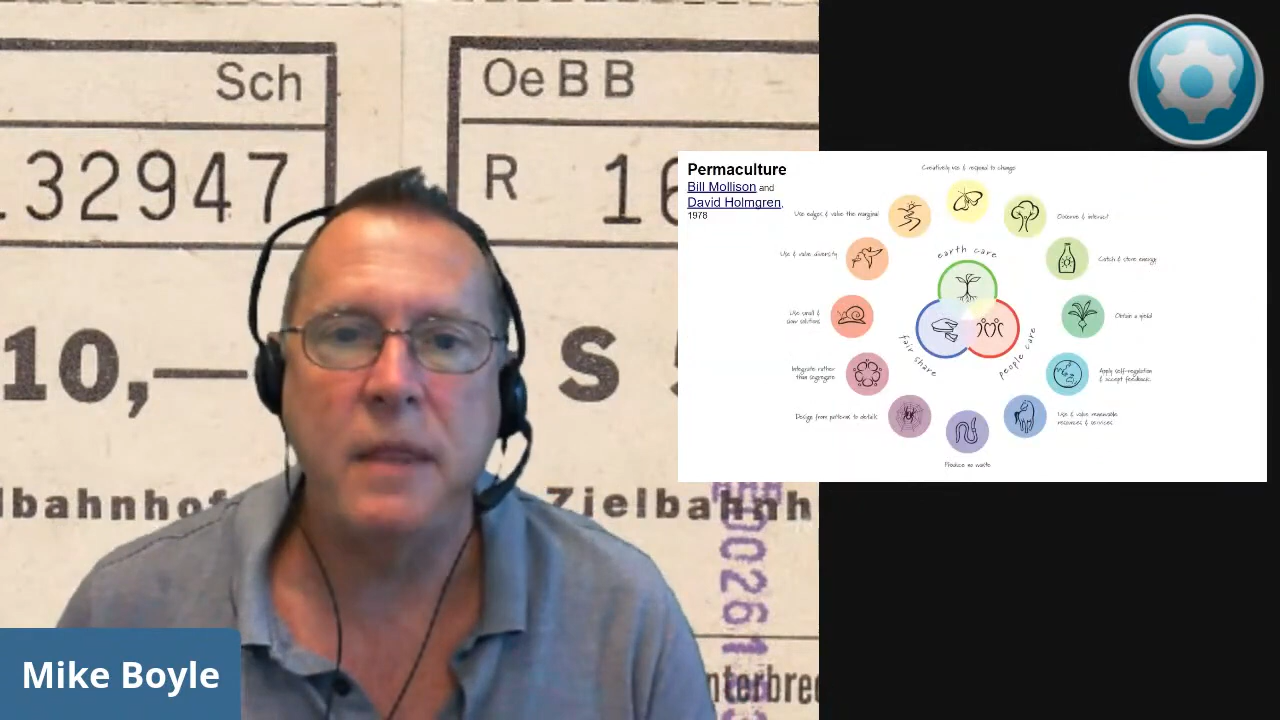 Sch
OeBB
32947
R 16
10,—
S
lbahnhof
Zielbahnh
D00261
nterbre
Mike Boyle
Permaculture
Bill Mollison and
David Holmgren,
1978
Creatively use & respond to change
Observe & interact
Catch & store energy
Obtain a yield
Apply self-regulation
& accept feedback
Use & value renewable
resources & services
Produce no waste
Design from patterns to details
Integrate rather
than segregate
Use small &
slow solutions
Use & value diversity
Use edges & value the marginal
earth care
fair share
people care